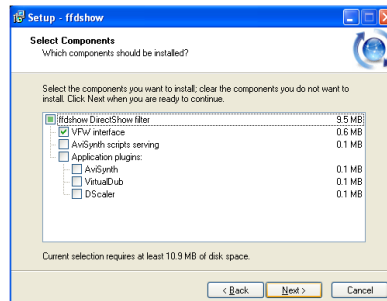 Setup - ffdshow
Select Components
Which components should be installed?
Select the components you want to install; clear the components you do not want to
install. Click Next when you are ready to continue.
ffdshow DirectShow filter 9.5 MB
VFW interface 0.6 MB
AviSynth scripts serving 0.1 MB
Application plugins:
AviSynth 0.1 MB
VirtualDub 0.1 MB
DScaler 0.1 MB
Current selection requires at least 10.9 MB of disk space.
< Back Next > Cancel